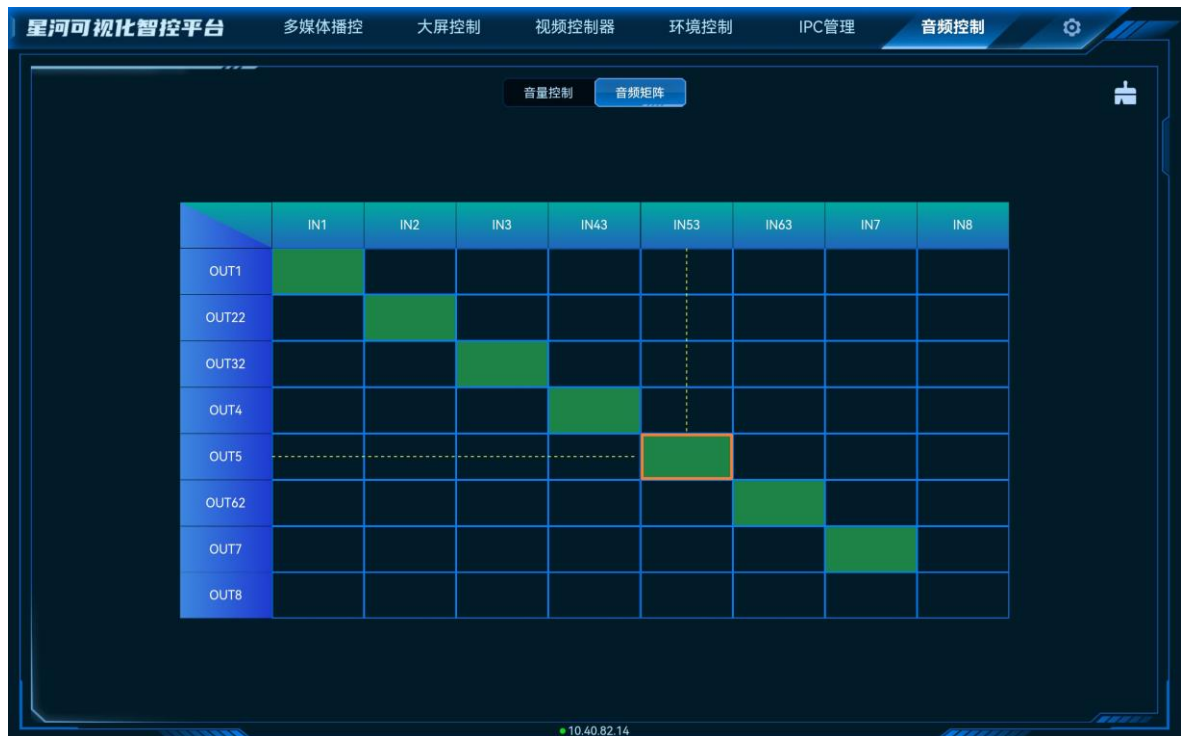 星河可视化智控平台 多媒体播控 大屏控制 视频控制器 环境控制 IPC管理 音频控制
音量控制 音频矩阵
IN1 IN2 IN3 IN43 IN53 IN63 IN7 IN8
OUT1
OUT22
OUT32
OUT4
OUT5
OUT62
OUT7
OUT8
10.40.82.14